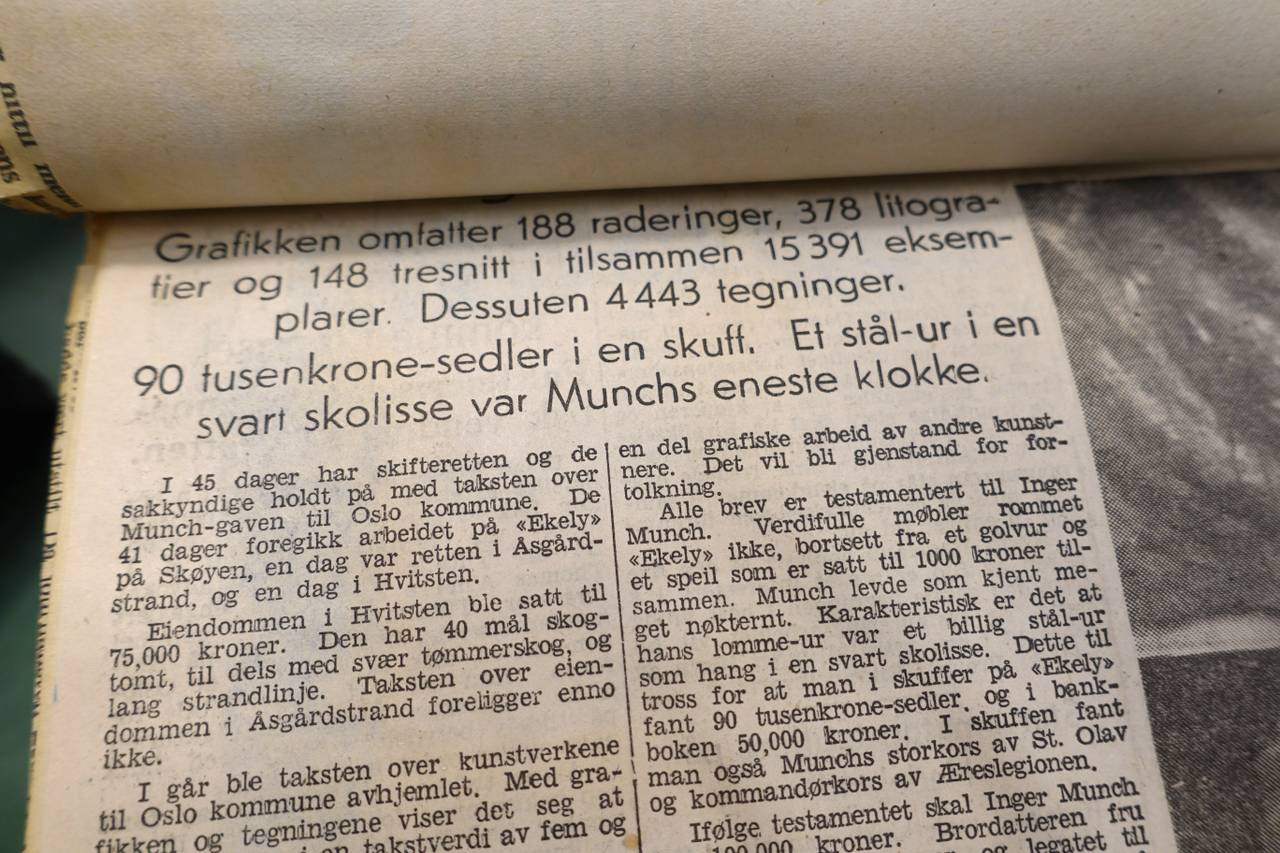 Grafikken omfatter 188 raderinger, 378 litogra-
fier og 148 tresnitt i tilsammen 15 391 eksem-
plarer. Dessuten 4443 tegninger.
90 tusenkrone-sedler i en skuff. Et stål-ur i en
svart skolisse var Munchs eneste klokke.
I 45 dager har skifteretten og de
sakkyndige holdt på med taksten over
Munch-gaven til Oslo kommune. De
41 dager foregikk arbeidet på «Ekely»
på Skøyen, en dag var retten i Åsgård-
strand, og en dag i Hvitsten.
Eiendommen i Hvitsten ble satt til
75,000 kroner. Den har 40 mål skog-
tomt, til dels med svær tømmerskog, og
lang strandlinje. Taksten over eien-
dommen i Åsgårdstrand foreligger enno
ikke.
I går ble taksten over kunstverkene
til Oslo kommune avhjemlet. Med gra-
fikken og tegningene viser det seg at
en takstverdi av fem og
en del grafiske arbeid av andre kunst-
nere. Det vil bli gjenstand for for-
tolkning.
Alle brev er testamentert til Inger
Munch. Verdifulle møbler rommet
«Ekely» ikke, bortsett fra et golvur og
et speil som er satt til 1000 kroner til-
sammen. Munch levde som kjent me-
get nøkternt. Karakteristisk er det at
hans lomme-ur var et billig stål-ur
som hang i en svart skolisse. Dette til
tross for at man i skuffer på «Ekely»
fant 90 tusenkrone-sedler, og i bank-
boken 50,000 kroner. I skuffen fant
man også Munchs storkors av St. Olav
og kommandørkors av Æreslegionen.
Ifølge testamentet skal Inger Munch
100,000 kroner. Brordatteren fru
og legatet til